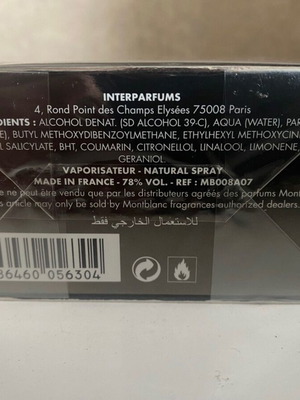 INTERPARFUMS
4, Rond Point des Champs Elysées 75008 Paris
DIENTS : ALCOHOL DENAT. (SD ALCOHOL 39-C), AQUA (WATER), PAR
E), BUTYL METHOXYDIBENZOYLMETHANE, ETHYLHEXYL METHOXYCIN
L SALICYLATE, BHT, COUMARIN, CITRONELLOL, LINALOOL, LIMONENE,
GERANIOL.
VAPORISATEUR - NATURAL SPRAY
MADE IN FRANCE - 78% VOL. - REF : MB008A07
ne peut être vendu que par les distributeurs agréés des parfums Mont
e may only be sold by Montblanc fragrances authorized dealers.
للاستعمال الخارجي فقط
86460 056304